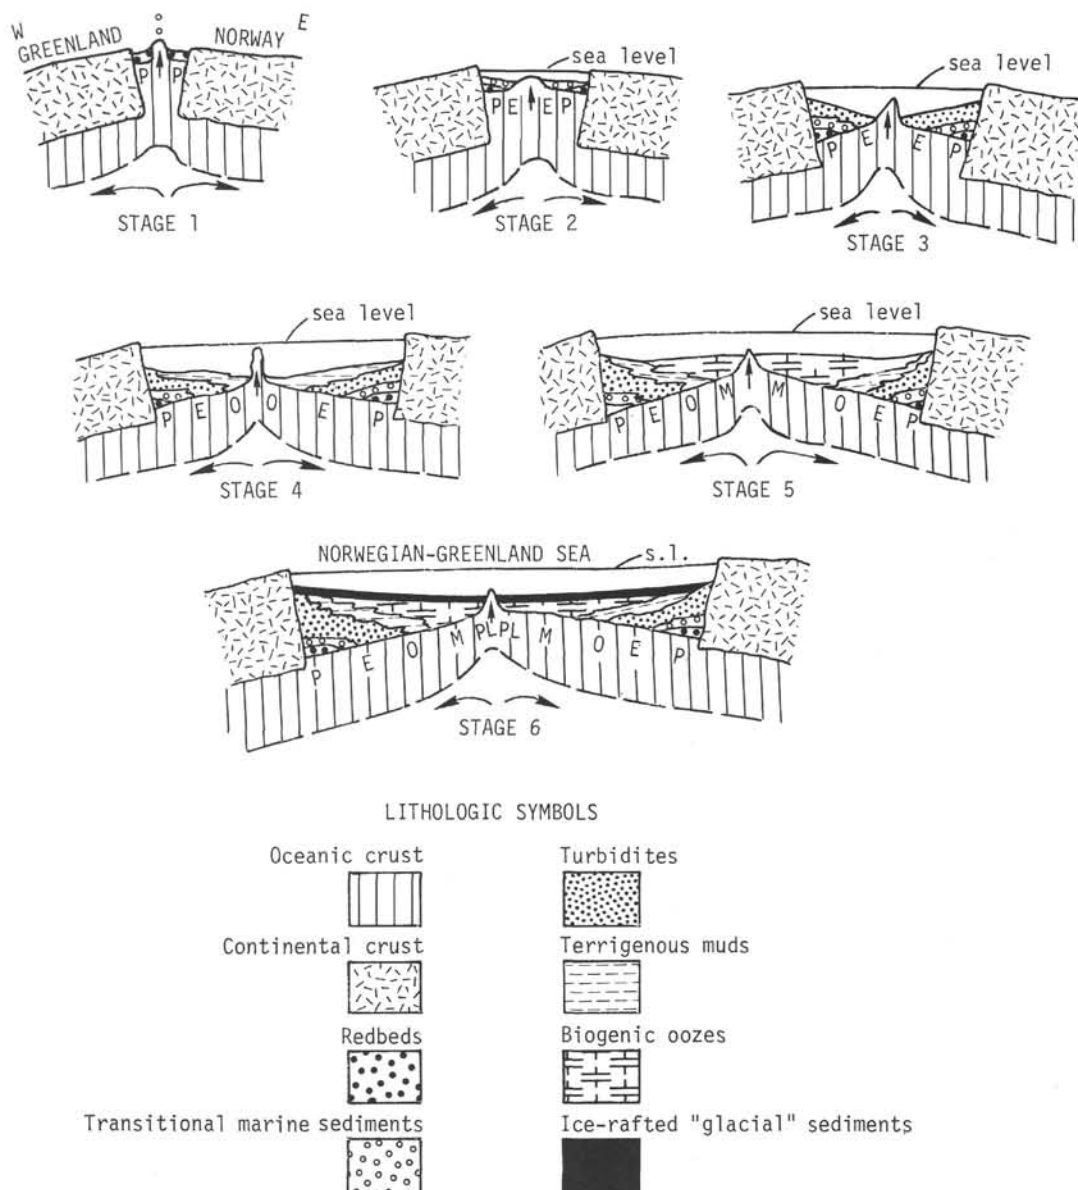 W
E
GREENLAND
NORWAY
P P
STAGE 1
sea level
P E E P
STAGE 2
sea level
P E E P
STAGE 3
sea level
P E O O E P
STAGE 4
sea level
P E O M M O E P
STAGE 5
NORWEGIAN-GREENLAND SEA
s.l.
P E O M PL PL M O E P
STAGE 6
LITHOLOGIC SYMBOLS
Oceanic crust
Turbidites
Continental crust
Terrigenous muds
Redbeds
Biogenic oozes
Transitional marine sediments
Ice-rafted "glacial" sediments